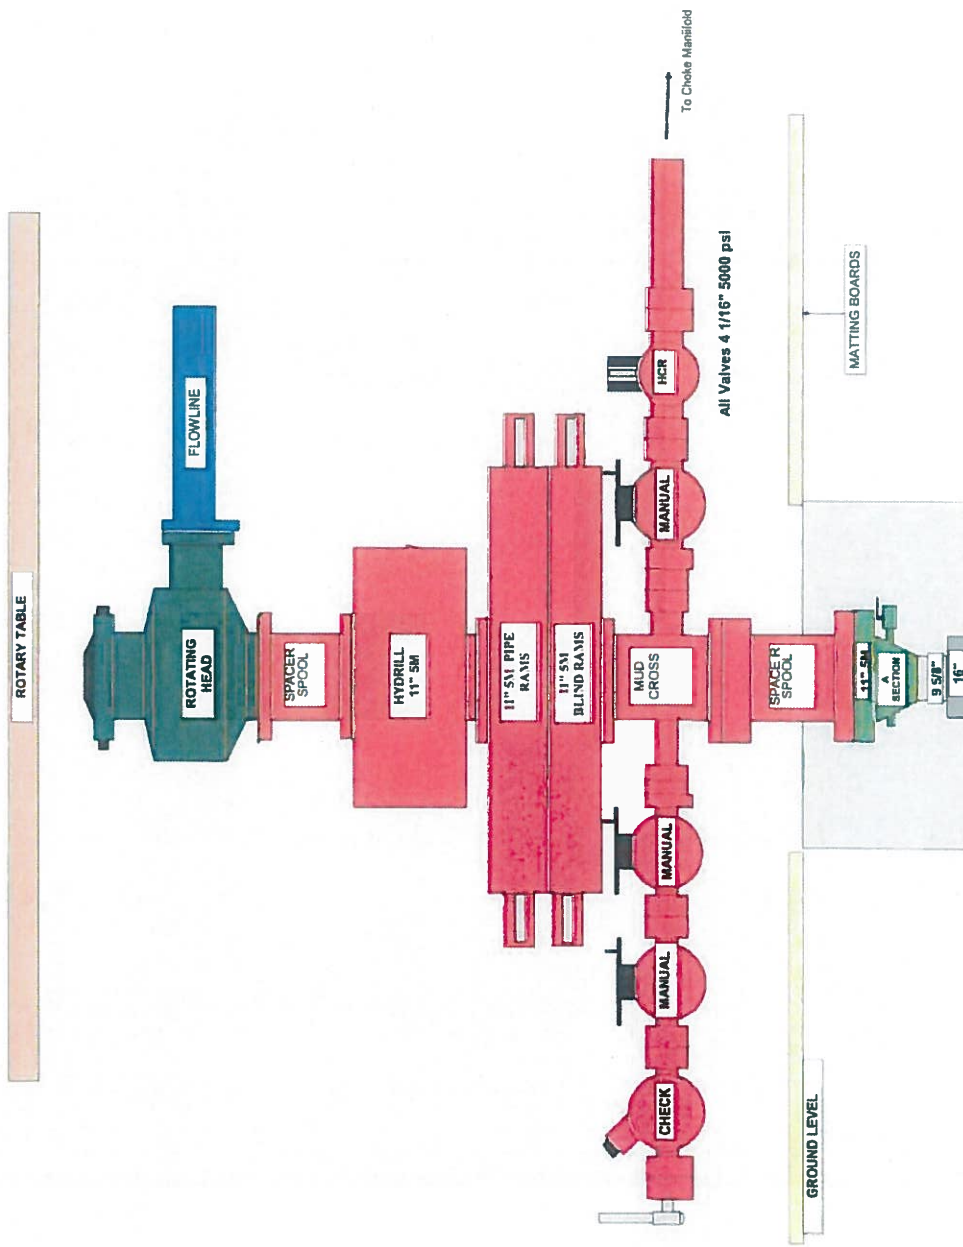 ROTARY TABLE
FLOWLINE
ROTATING
HEAD
SPACER
SPOOL
HYDRILL
11" 5M
11" 5M PIPE
RAMS
11" 5M
BLIND RAMS
To Choke Manifold
CHECK
MANUAL
MANUAL
MUD
CROSS
MANUAL
HCR
All Valves 4 1/16" 5000 psi
SPACE R
SPOOL
MATTING BOARDS
GROUND LEVEL
11" 5M
A
SECTION
9 5/8"
16"